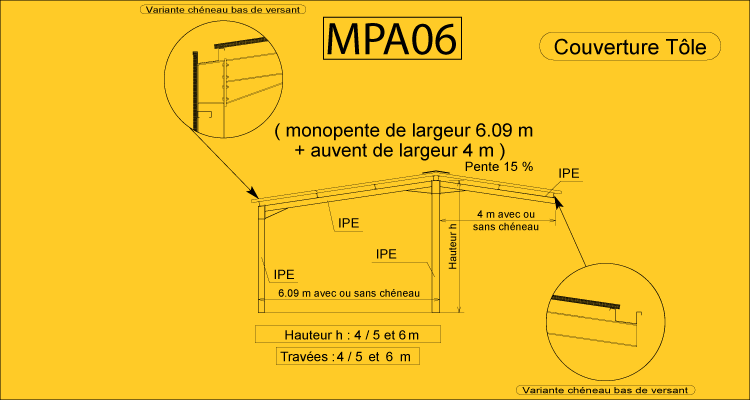 Variante chéneau bas de versant
MPA06
Couverture Tôle
( monopente de largeur 6.09 m
+ auvent de largeur 4 m )
Pente 15 %
IPE
IPE
4 m avec ou
sans chéneau
Hauteur h
IPE
IPE
6.09 m avec ou sans chéneau
Hauteur h : 4 / 5 et 6 m
Travées : 4 / 5 et 6 m
Variante chéneau bas de versant